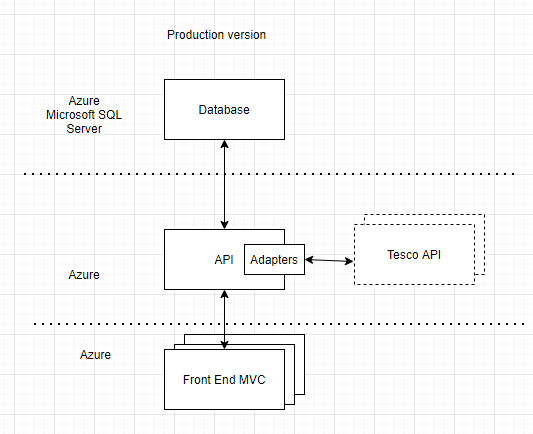 Production version
Azure
Microsoft SQL
Server
Database
API
Adapters
Tesco API
Azure
Azure
Front End MVC